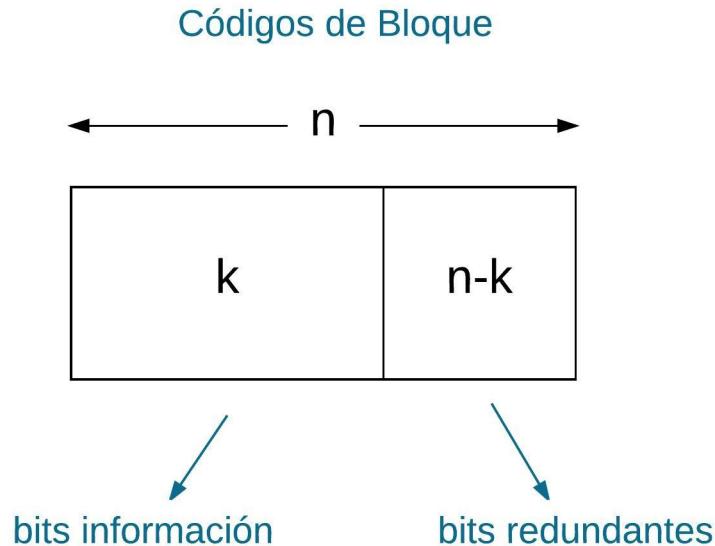 Códigos de Bloque
n
k
n-k
bits información
bits redundantes